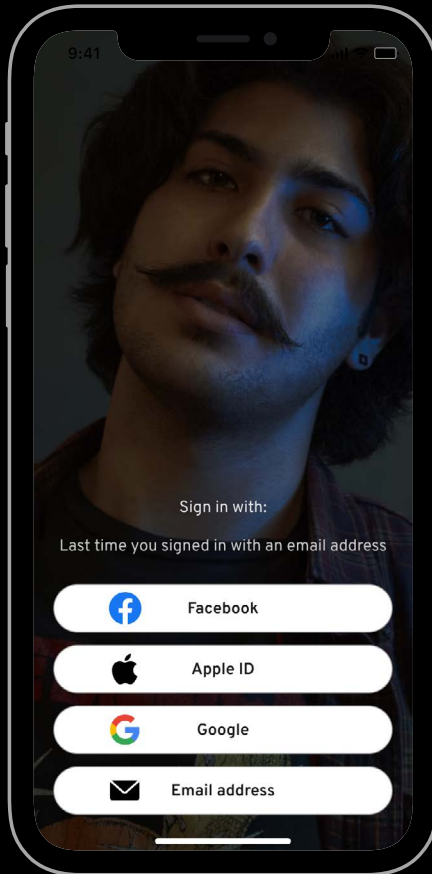 9:41
Sign in with:
Last time you signed in with an email address
Facebook
Apple ID
Google
Email address